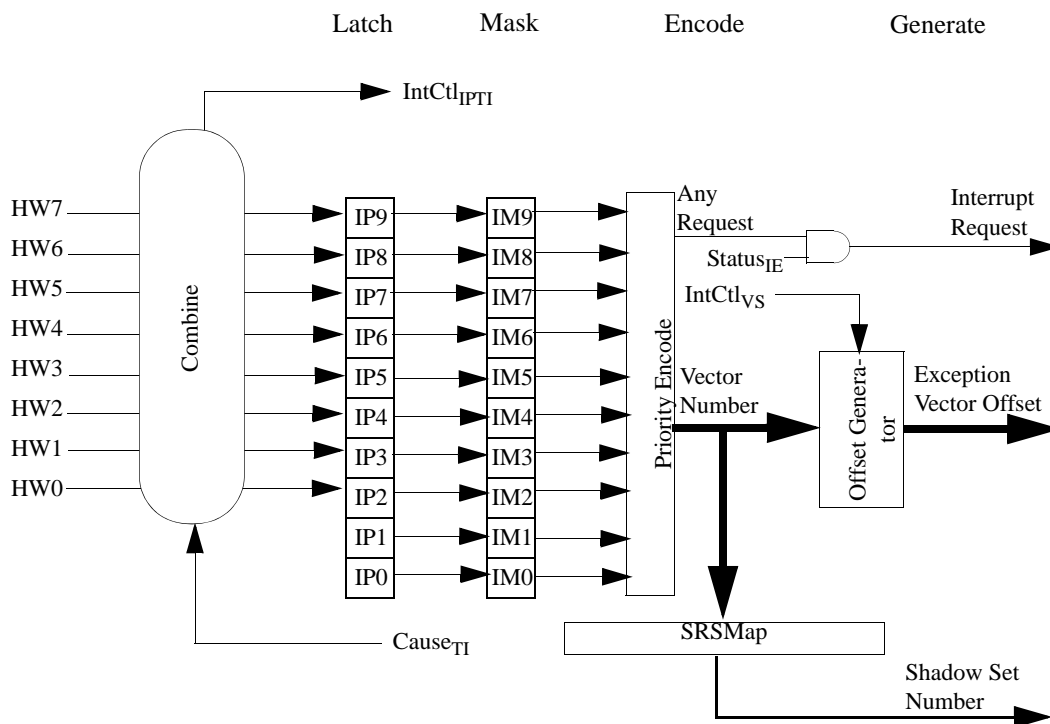 Latch Mask Encode Generate
IntCtlIPTI
HW7
HW6
HW5
HW4
HW3
HW2
HW1
HW0
Combine
CauseTI
IP9
IP8
IP7
IP6
IP5
IP4
IP3
IP2
IP1
IP0
IM9
IM8
IM7
IM6
IM5
IM4
IM3
IM2
IM1
IM0
Priority Encode
Any
Request
StatusIE
Interrupt
Request
IntCtlVS
Vector
Number
Offset Genera-
tor
Exception
Vector Offset
SRSMap
Shadow Set
Number